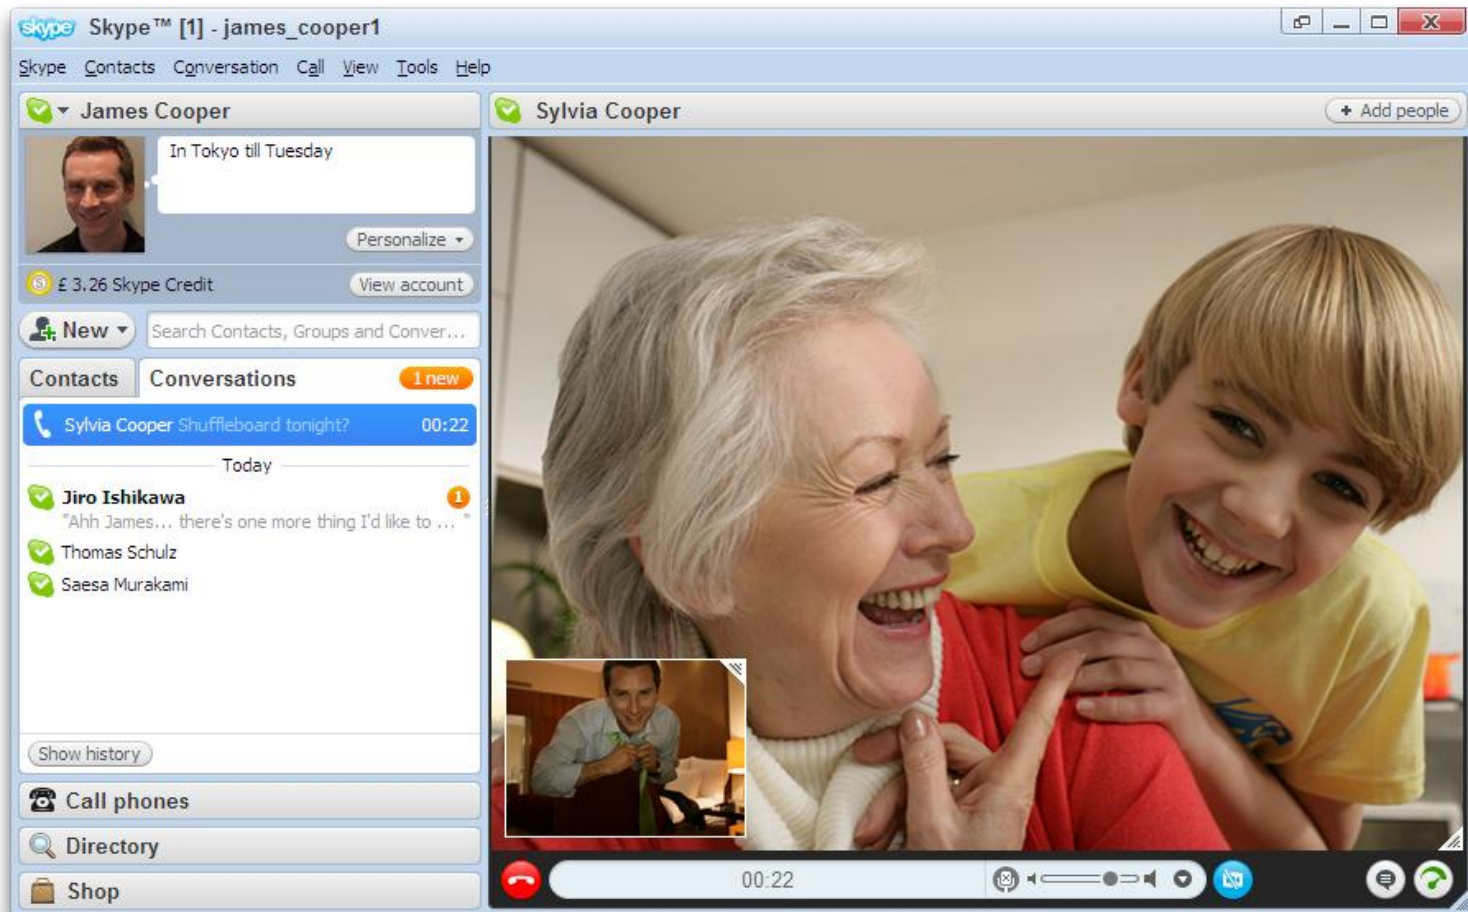 skype Skype™ [1] - james_cooper1
Skype Contacts Conversation Call View Tools Help
James Cooper
In Tokyo till Tuesday
Personalize
£ 3.26 Skype Credit
View account
New
Search Contacts, Groups and Conver...
Contacts
Conversations
1 new
Sylvia Cooper Shuffleboard tonight? 00:22
Today
Jiro Ishikawa 1
"Ahh James... there's one more thing I'd like to ... "
Thomas Schulz
Saesa Murakami
Show history
Call phones
Directory
Shop
Sylvia Cooper
+ Add people
00:22